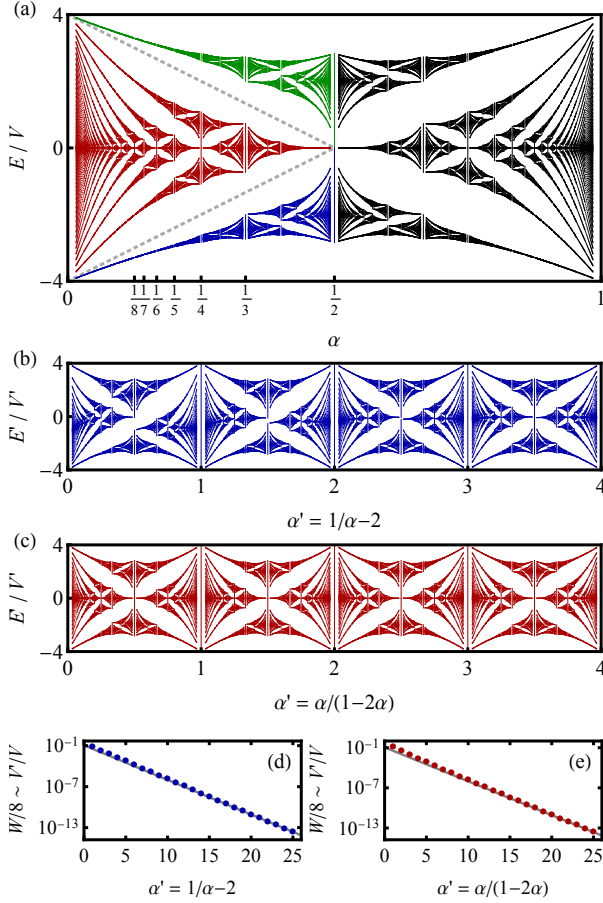 (a)
4
E / V
0
−4
0 1/8 1/7 1/6 1/5 1/4 1/3 1/2 1
α
(b)
4
E' / V'
0
−4
0 1 2 3 4
α' = 1/α−2
(c)
4
E' / V'
0
−4
0 1 2 3 4
α' = α/(1−2α)
W/8 ~ V'/V
10⁻¹
10⁻⁷
10⁻¹³
(d)
0 5 10 15 20 25
α' = 1/α−2
W/8 ~ V'/V
10⁻¹
10⁻⁷
10⁻¹³
(e)
0 5 10 15 20 25
α' = α/(1−2α)